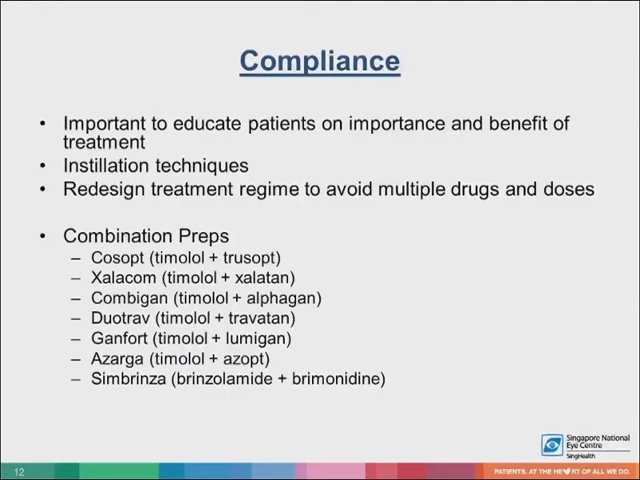 Compliance
• Important to educate patients on importance and benefit of
treatment
• Instillation techniques
• Redesign treatment regime to avoid multiple drugs and doses
• Combination Preps
– Cosopt (timolol + trusopt)
– Xalacom (timolol + xalatan)
– Combigan (timolol + alphagan)
– Duotrav (timolol + travatan)
– Ganfort (timolol + lumigan)
– Azarga (timolol + azopt)
– Simbrinza (brinzolamide + brimonidine)
Singapore National
Eye Centre
SingHealth
12
PATIENTS. AT THE HE♥RT OF ALL WE DO.